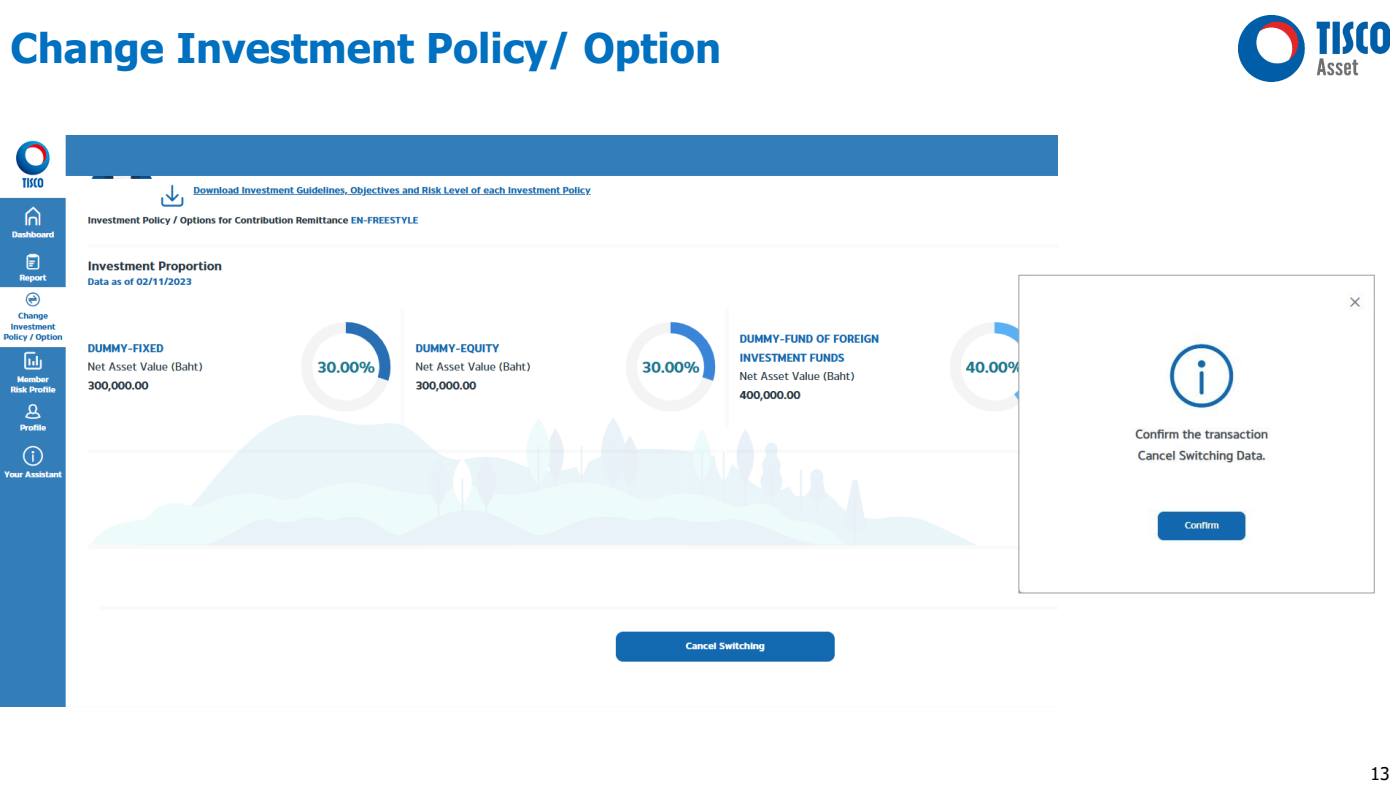 Change Investment Policy/ Option
TISCO
Asset
TISCO
Dashboard
Report
Change
Investment
Policy / Option
Member
Risk Profile
Profile
Your Assistant
Download Investment Guidelines, Objectives and Risk Level of each Investment Policy
Investment Policy / Options for Contribution Remittance EN-FREESTYLE
Investment Proportion
Data as of 02/11/2023
DUMMY-FIXED
Net Asset Value (Baht)
300,000.00
30.00%
DUMMY-EQUITY
Net Asset Value (Baht)
300,000.00
30.00%
DUMMY-FUND OF FOREIGN
INVESTMENT FUNDS
Net Asset Value (Baht)
400,000.00
40.00%
Cancel Switching
Confirm the transaction
Cancel Switching Data.
Confirm
13